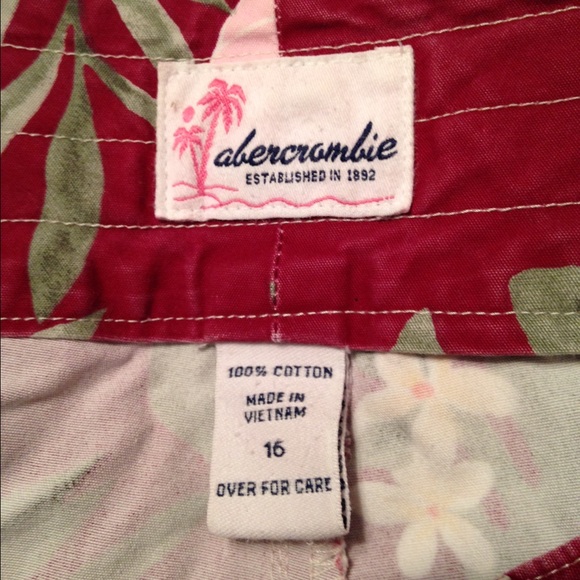 abercrombie
ESTABLISHED IN 1892
100% COTTON
MADE IN
VIETNAM
16
OVER FOR CARE